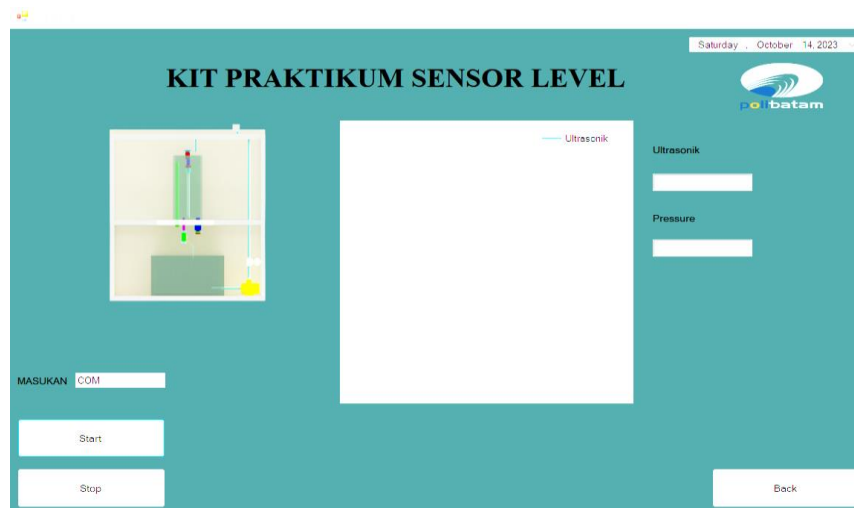 Saturday , October 14, 2023
KIT PRAKTIKUM SENSOR LEVEL
polibatam
Ultrasonik
Ultrasonik
Pressure
MASUKAN COM
Start
Stop
Back